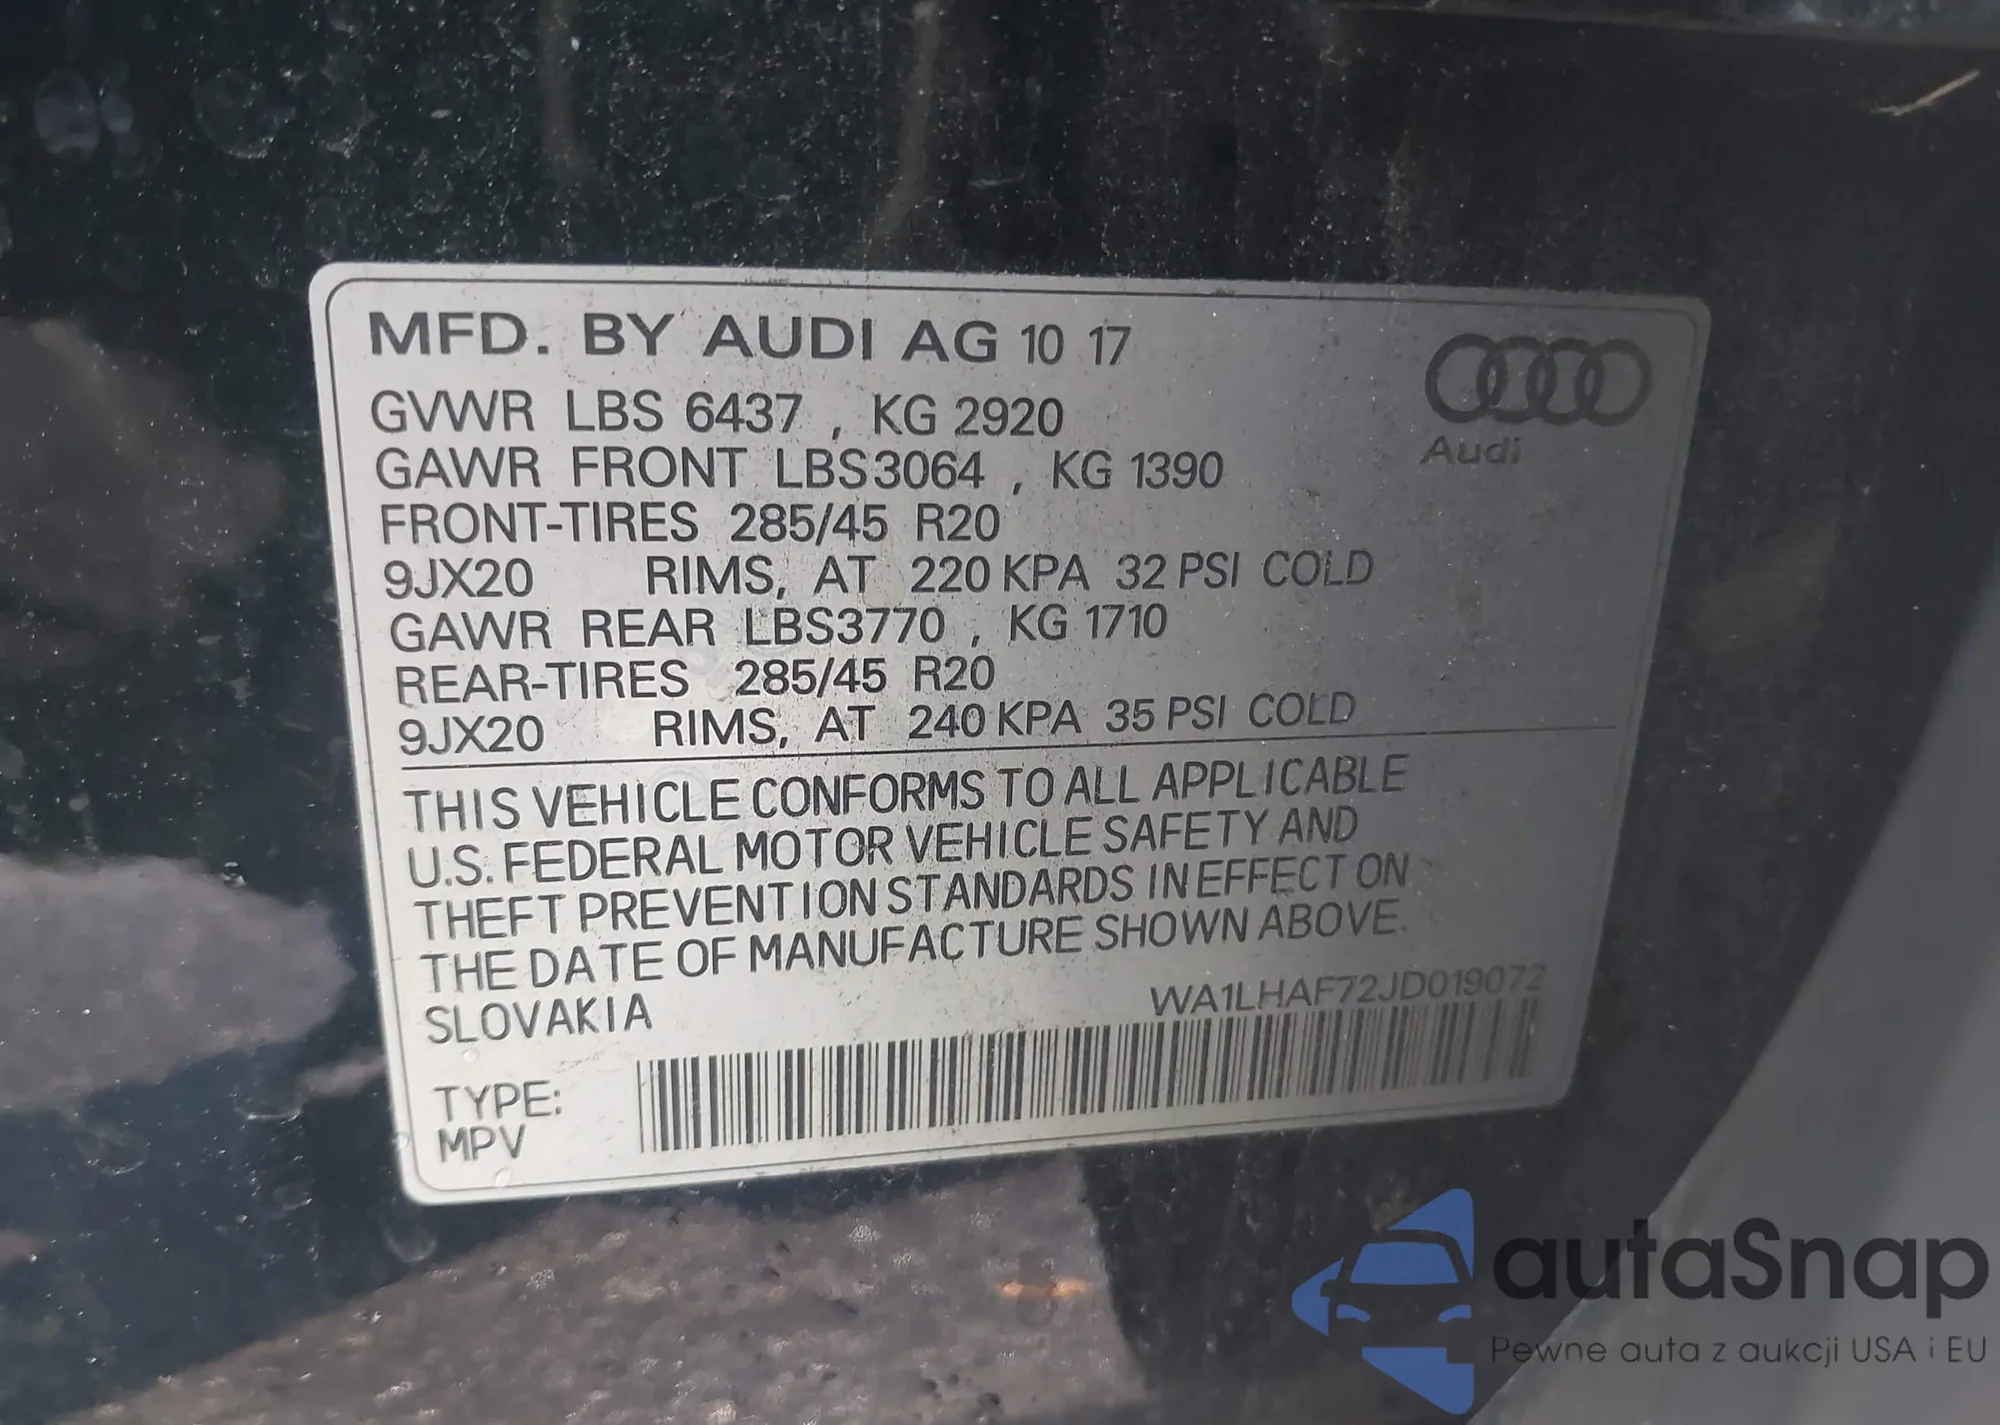 MFD. BY AUDI AG 10 17
GVWR LBS 6437 , KG 2920
GAWR FRONT LBS3064 , KG 1390
FRONT-TIRES 285/45 R20
9JX20 RIMS, AT 220 KPA 32 PSI COLD
GAWR REAR LBS3770 , KG 1710
REAR-TIRES 285/45 R20
9JX20 RIMS, AT 240 KPA 35 PSI COLD
Audi
THIS VEHICLE CONFORMS TO ALL APPLICABLE
U.S. FEDERAL MOTOR VEHICLE SAFETY AND
THEFT PREVENTION STANDARDS IN EFFECT ON
THE DATE OF MANUFACTURE SHOWN ABOVE.
SLOVAKIA
WA1LHAF72JD019072
TYPE:
MPV
autaSnap
Pewne auta z aukcji USA i EU